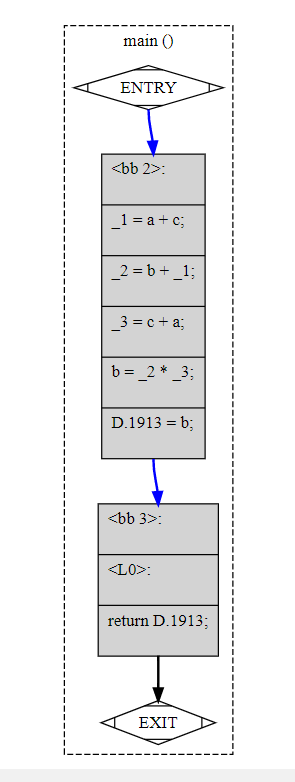 main ()
ENTRY
<bb 2>:
_1 = a + c;
_2 = b + _1;
_3 = c + a;
b = _2 * _3;
D.1913 = b;
<bb 3>:
<L0>:
return D.1913;
EXIT